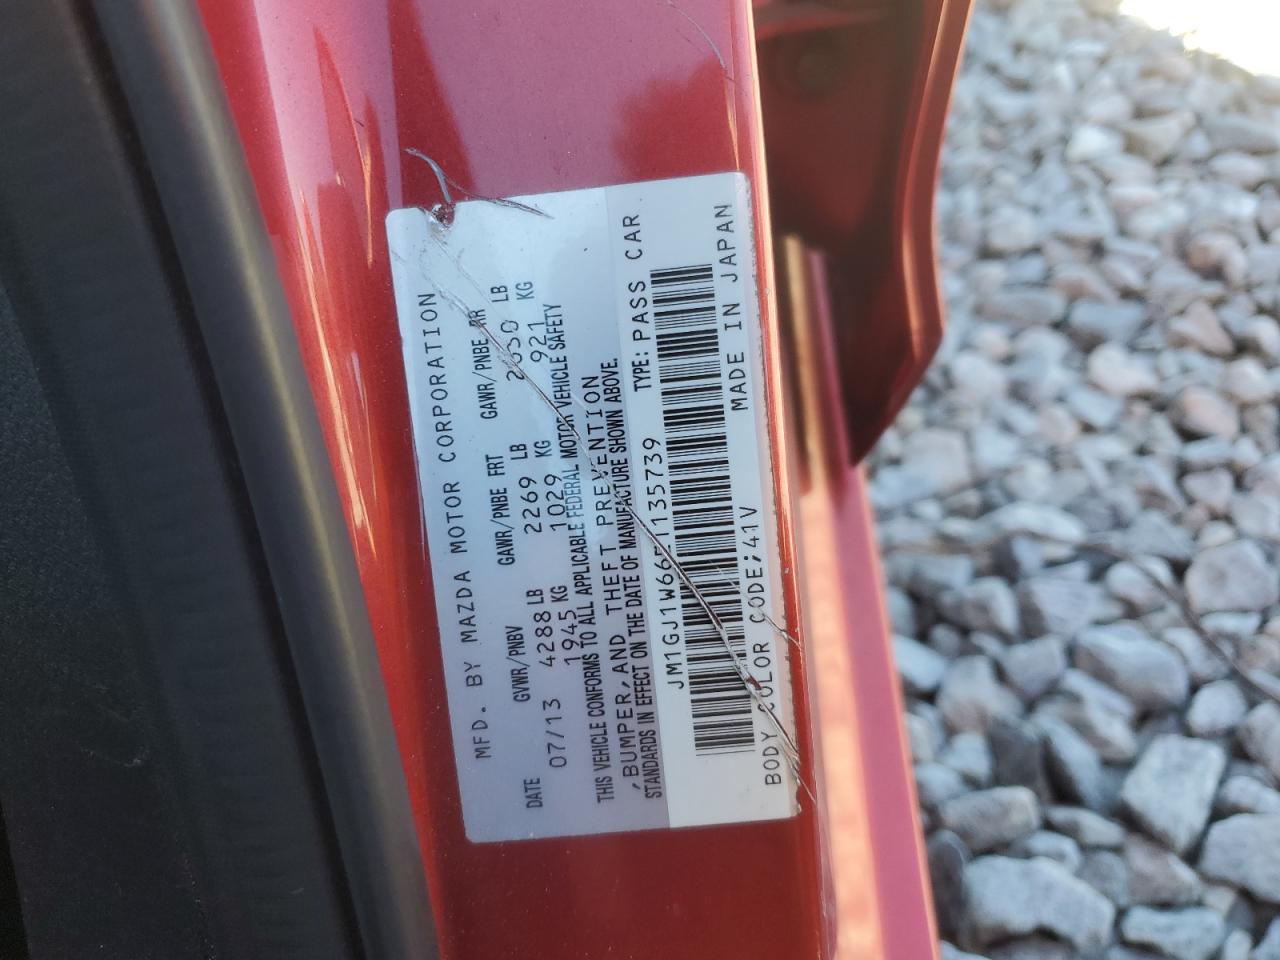 MFD. BY MAZDA MOTOR CORPORATION
DATE GVWR/PNBV GAWR/PNBE FRT GAWR/PNBE RR
07/13 4288 LB 2269 LB 2030 LB
1945 KG 1029 KG 921 KG
THIS VEHICLE CONFORMS TO ALL APPLICABLE FEDERAL MOTOR VEHICLE SAFETY
,BUMPER,AND THEFT PREVENTION
STANDARDS IN EFFECT ON THE DATE OF MANUFACTURE SHOWN ABOVE.
JM1GJ1W66E1135739 TYPE: PASS CAR
BODY COLOR CODE;41V MADE IN JAPAN